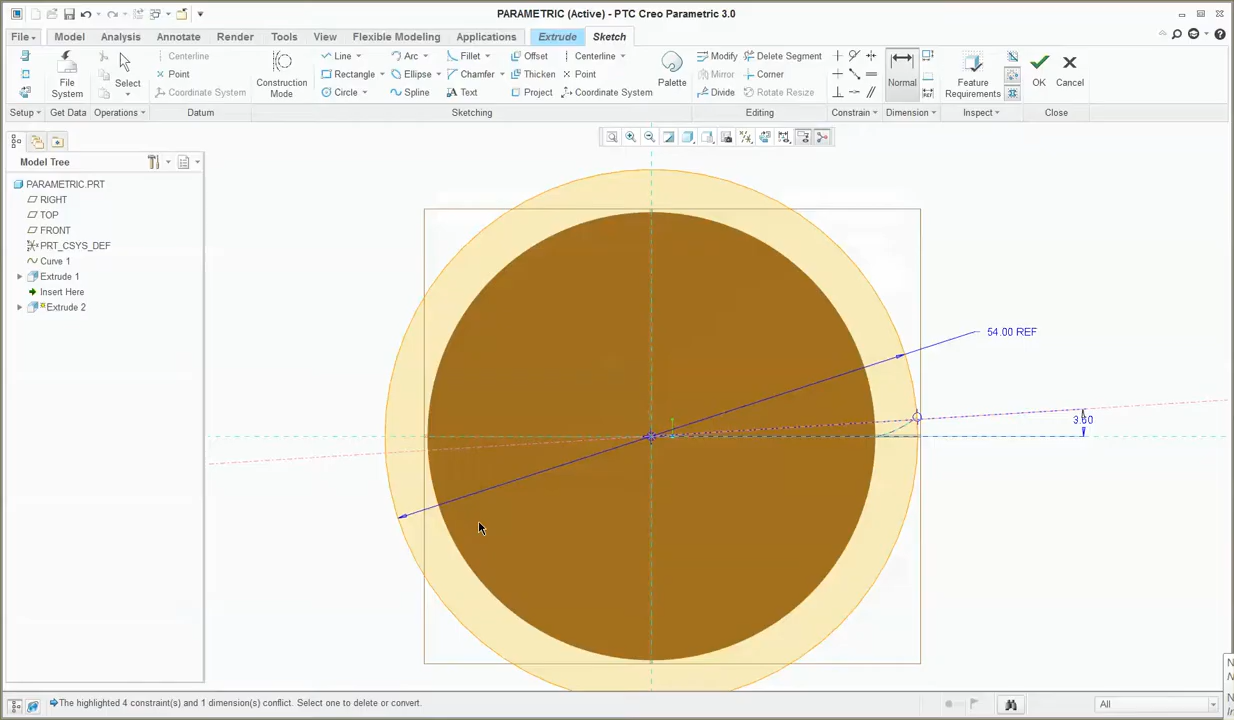 PARAMETRIC (Active) - PTC Creo Parametric 3.0
File Model Analysis Annotate Render Tools View Flexible Modeling Applications Extrude Sketch
Centerline Line Arc Fillet Offset Centerline Modify Delete Segment
Point Rectangle Ellipse Chamfer Thicken Point Mirror Corner
Coordinate System Circle Spline Text Project Coordinate System Divide Rotate Resize
File System Select Construction Mode Palette Normal Feature Requirements OK Cancel
Setup Get Data Operations Datum Sketching Editing Constrain Dimension Inspect Close
Model Tree
PARAMETRIC.PRT
RIGHT
TOP
FRONT
PRT_CSYS_DEF
Curve 1
Extrude 1
Insert Here
Extrude 2
54.00 REF
The highlighted 4 constraint(s) and 1 dimension(s) conflict. Select one to delete or convert.
All